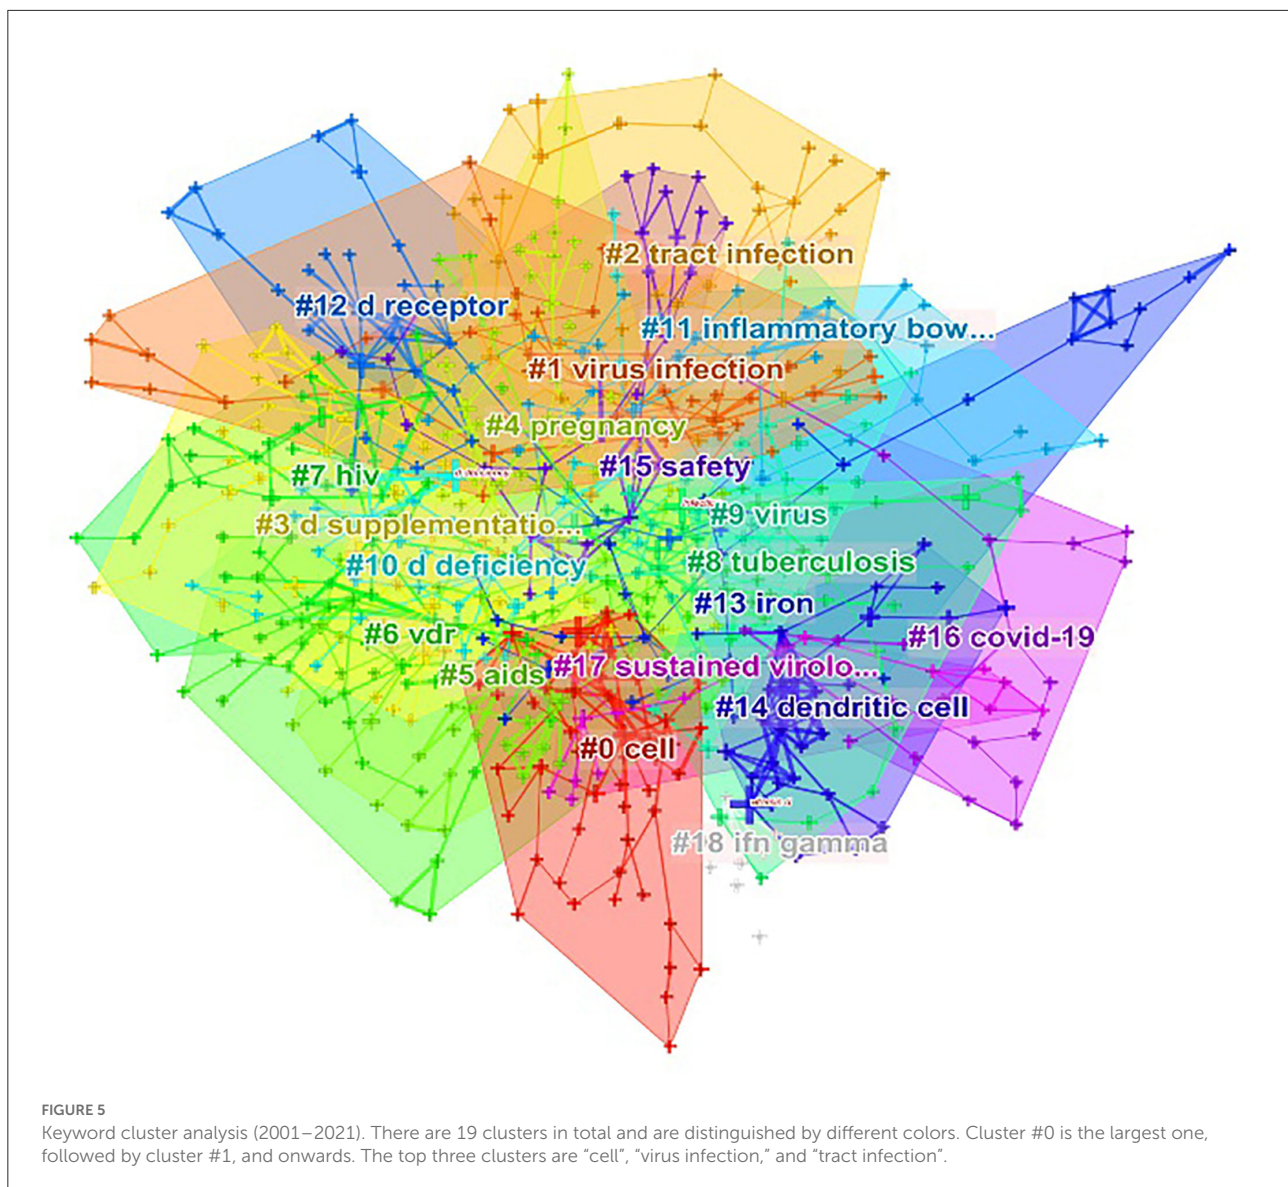 #2 tract infection
#12 d receptor
#11 inflammatory bow...
#1 virus infection
#4 pregnancy
#15 safety
#7 hiv
#9 virus
#3 d supplementatio...
#10 d deficiency
#8 tuberculosis
#13 iron
#6 vdr
#16 covid-19
#5 aids
#17 sustained virolo...
#14 dendritic cell
#0 cell
#18 ifn gamma
FIGURE 5
Keyword cluster analysis (2001–2021). There are 19 clusters in total and are distinguished by different colors. Cluster #0 is the largest one,
followed by cluster #1, and onwards. The top three clusters are “cell”, “virus infection,” and “tract infection”.